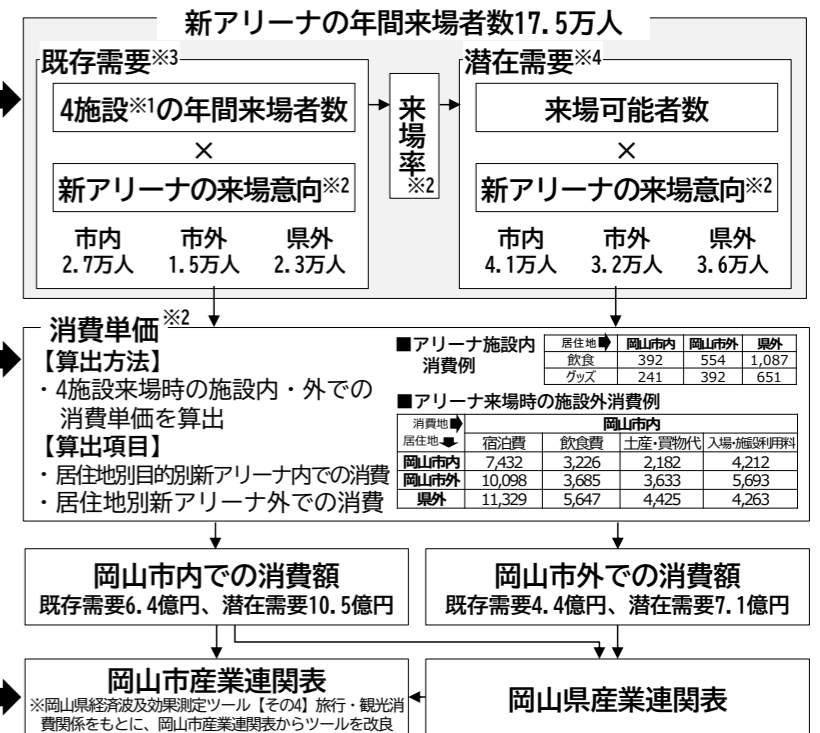 新アリーナの年間来場者数17.5万人
既存需要※3
4施設※1の年間来場者数
×
新アリーナの来場意向※2
市内 市外 県外
2.7万人 1.5万人 2.3万人
来場率※2
潜在需要※4
来場可能者数
×
新アリーナの来場意向※2
市内 市外 県外
4.1万人 3.2万人 3.6万人
消費単価※2
【算出方法】
・4施設来場時の施設内・外での
消費単価を算出
【算出項目】
・居住地別目的別新アリーナ内での消費
・居住地別新アリーナ外での消費
■アリーナ施設内
消費例
居住地 岡山市内 岡山市外 県外
飲食 392 554 1,087
グッズ 241 392 651
■アリーナ来場時の施設外消費例
消費地 岡山市内
居住地 宿泊費 飲食費 土産・買物代 入場・施設利用料
岡山市内 7,432 3,226 2,182 4,212
岡山市外 10,098 3,685 3,633 5,693
県外 11,329 5,647 4,425 4,263
岡山市内での消費額
既存需要6.4億円、潜在需要10.5億円
岡山市外での消費額
既存需要4.4億円、潜在需要7.1億円
岡山市産業連関表
※岡山県経済波及効果測定ツール【その4】旅行・観光消
費関係をもとに、岡山市産業連関表からツールを改良
岡山県産業連関表